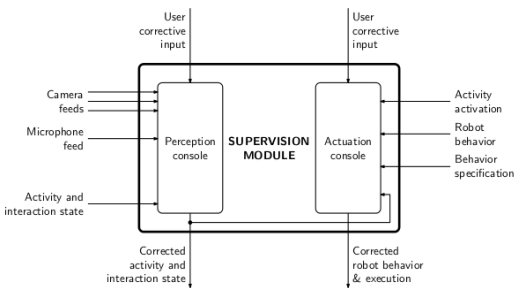 User
corrective
input
User
corrective
input
Camera
feeds
Microphone
feed
Activity and
interaction state
Perception
console
SUPERVISION
MODULE
Actuation
console
Activity
activation
Robot
behavior
Behavior
specification
Corrected
activity and
interaction state
Corrected
robot behavior
& execution